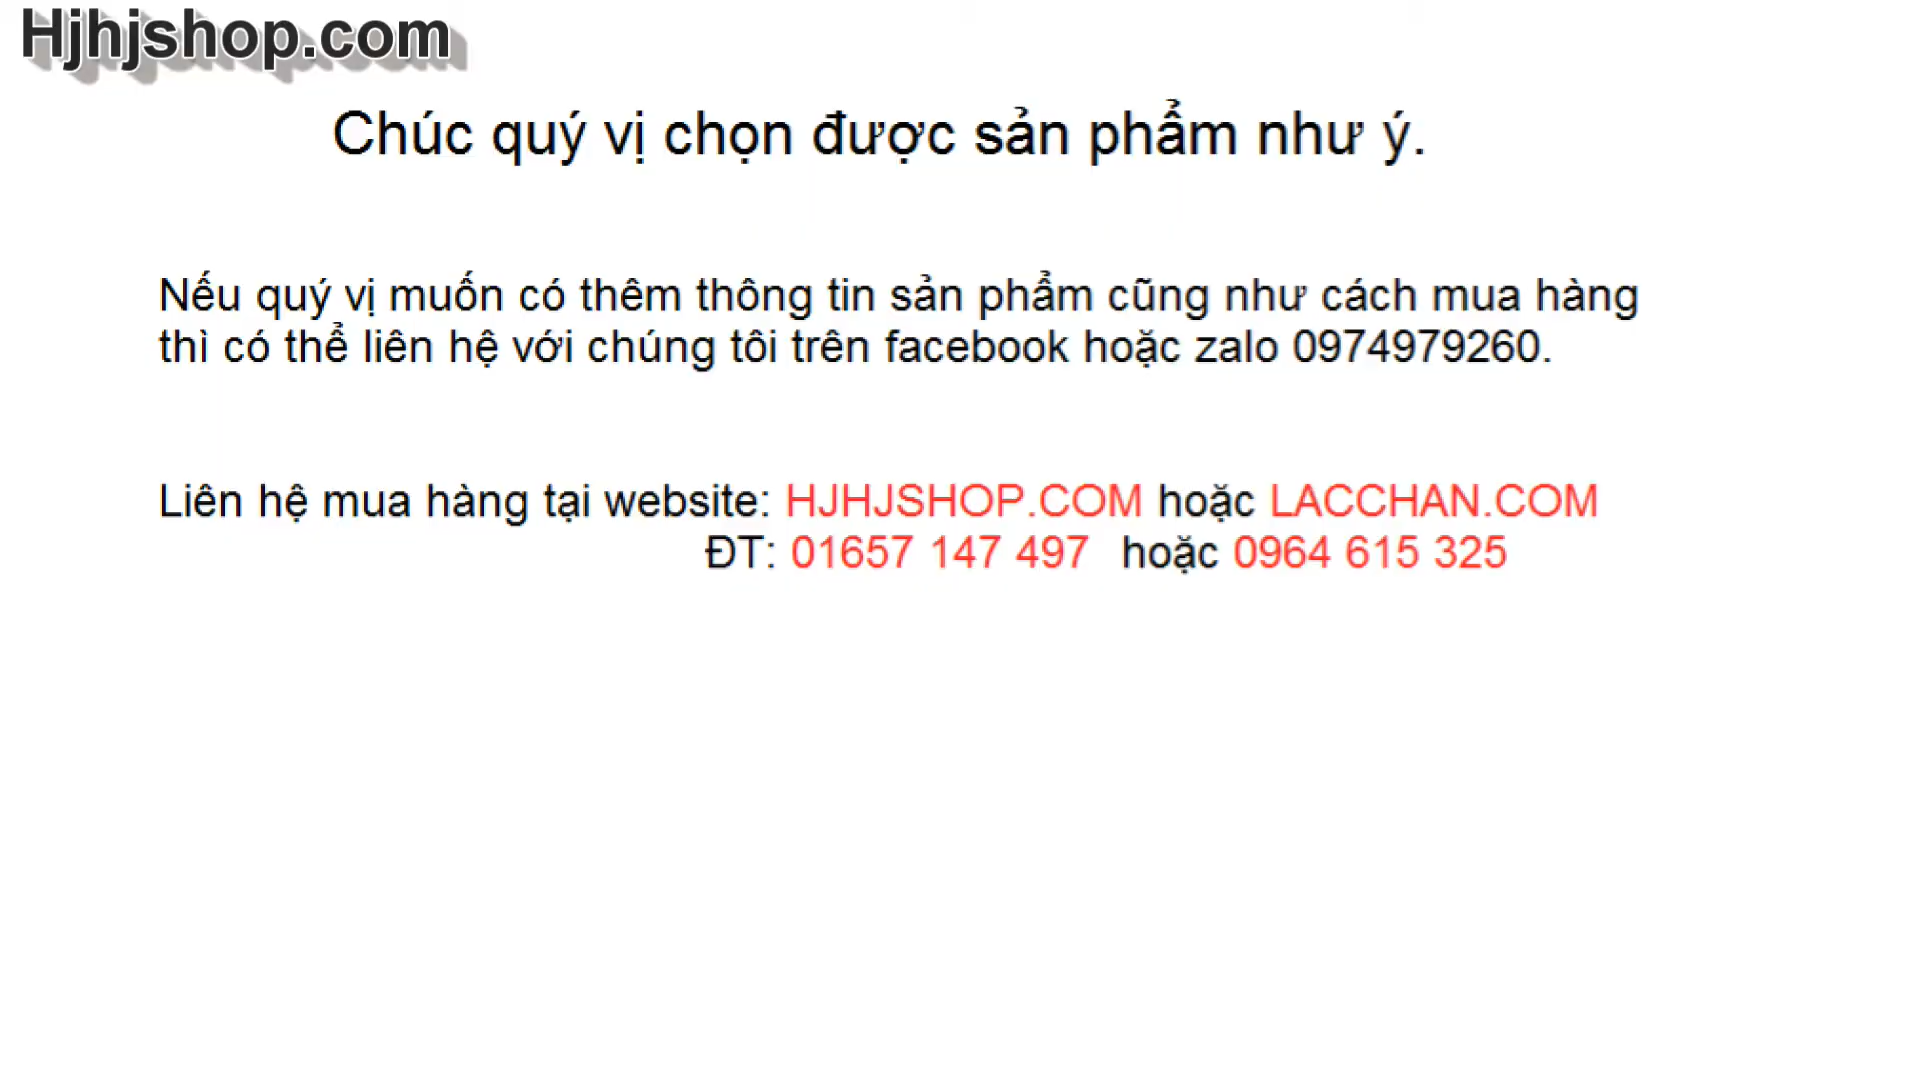 Hjhjshop.com
Chúc quý vị chọn được sản phẩm như ý.
Nếu quý vị muốn có thêm thông tin sản phẩm cũng như cách mua hàng
thì có thể liên hệ với chúng tôi trên facebook hoặc zalo 0974979260.
Liên hệ mua hàng tại website: HJHJSHOP.COM hoặc LACCHAN.COM
ĐT: 01657 147 497 hoặc 0964 615 325